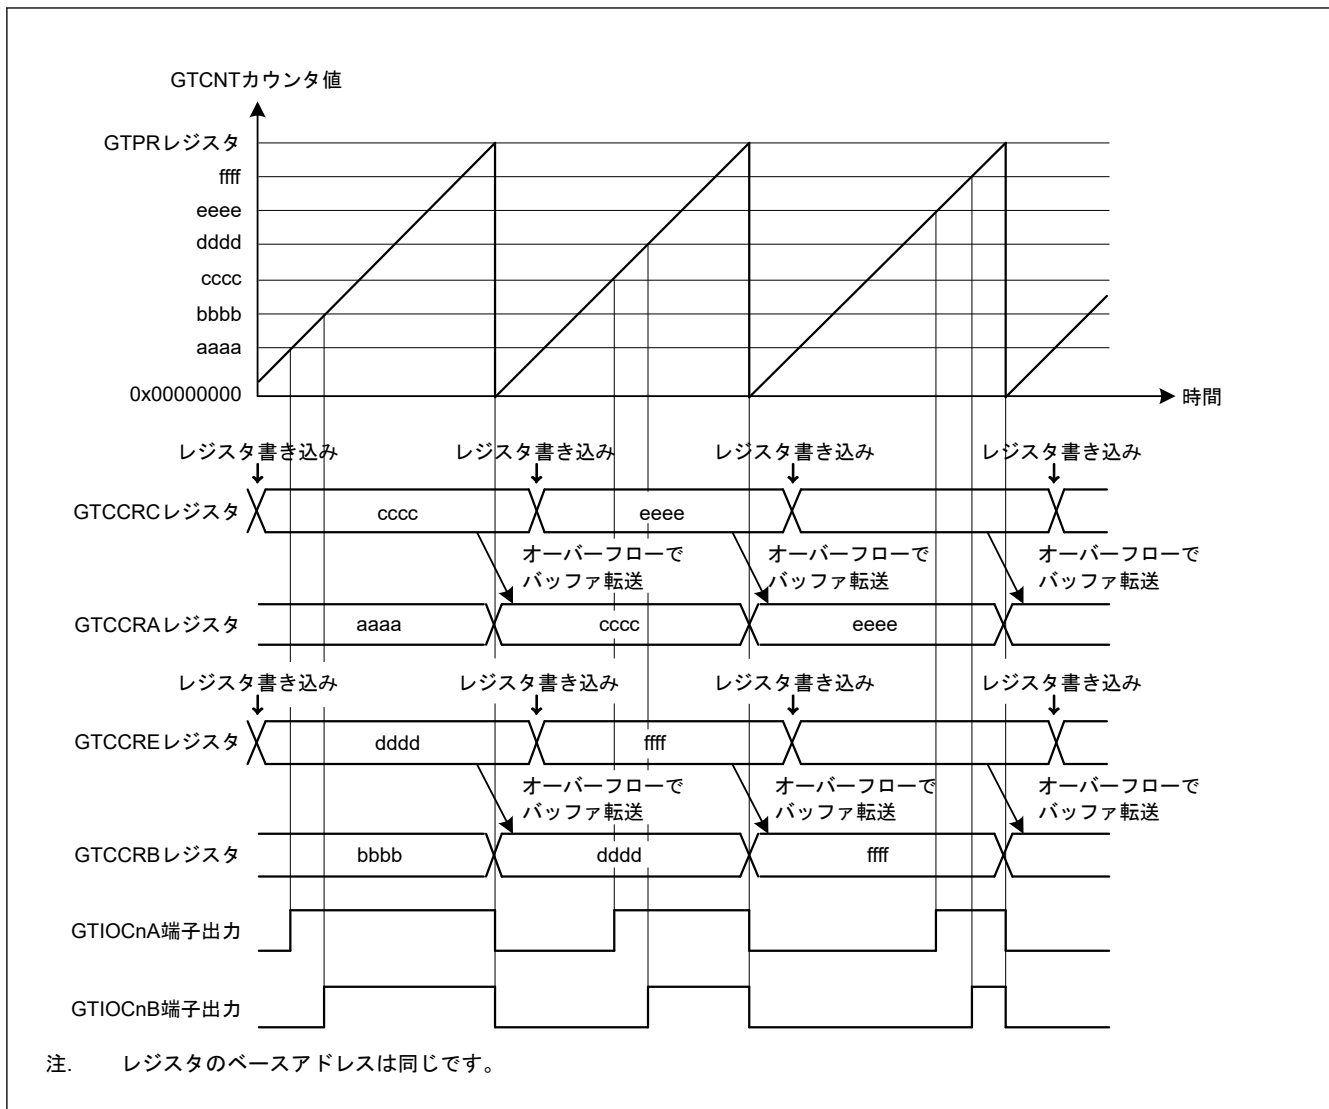 GTCNTカウンタ値
GTPRレジスタ
ffff
eeee
dddd
cccc
bbbb
aaaa
0x00000000
時間
レジスタ書き込み レジスタ書き込み レジスタ書き込み レジスタ書き込み
GTCCRCレジスタ cccc eeee
オーバーフローで オーバーフローで オーバーフローで
バッファ転送 バッファ転送 バッファ転送
GTCCRAレジスタ aaaa cccc eeee
レジスタ書き込み レジスタ書き込み レジスタ書き込み レジスタ書き込み
GTCCREレジスタ dddd ffff
オーバーフローで オーバーフローで オーバーフローで
バッファ転送 バッファ転送 バッファ転送
GTCCRBレジスタ bbbb dddd ffff
GTIOCnA端子出力
GTIOCnB端子出力
注. レジスタのベースアドレスは同じです。